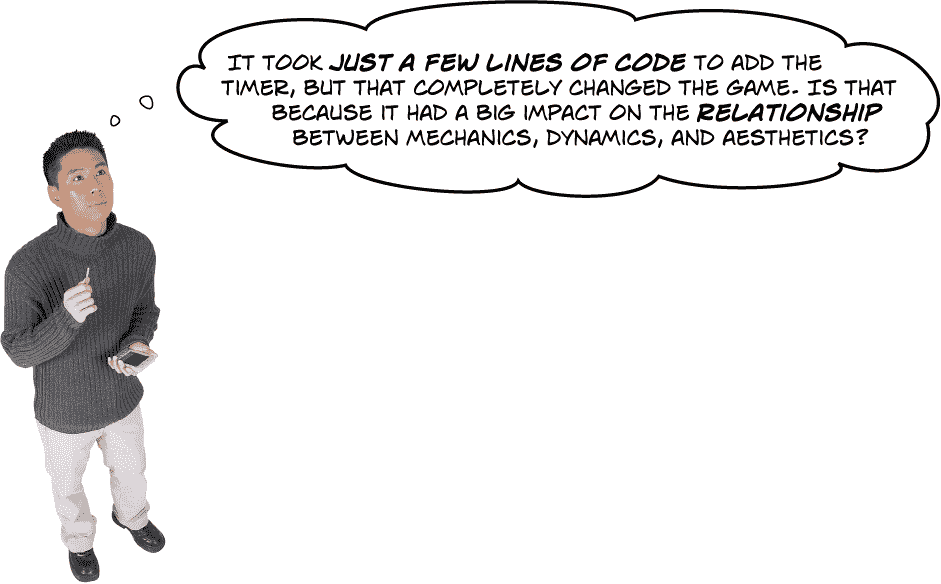 IT TOOK JUST A FEW LINES OF CODE TO ADD THE
TIMER, BUT THAT COMPLETELY CHANGED THE GAME. IS THAT
BECAUSE IT HAD A BIG IMPACT ON THE RELATIONSHIP
BETWEEN MECHANICS, DYNAMICS, AND AESTHETICS?